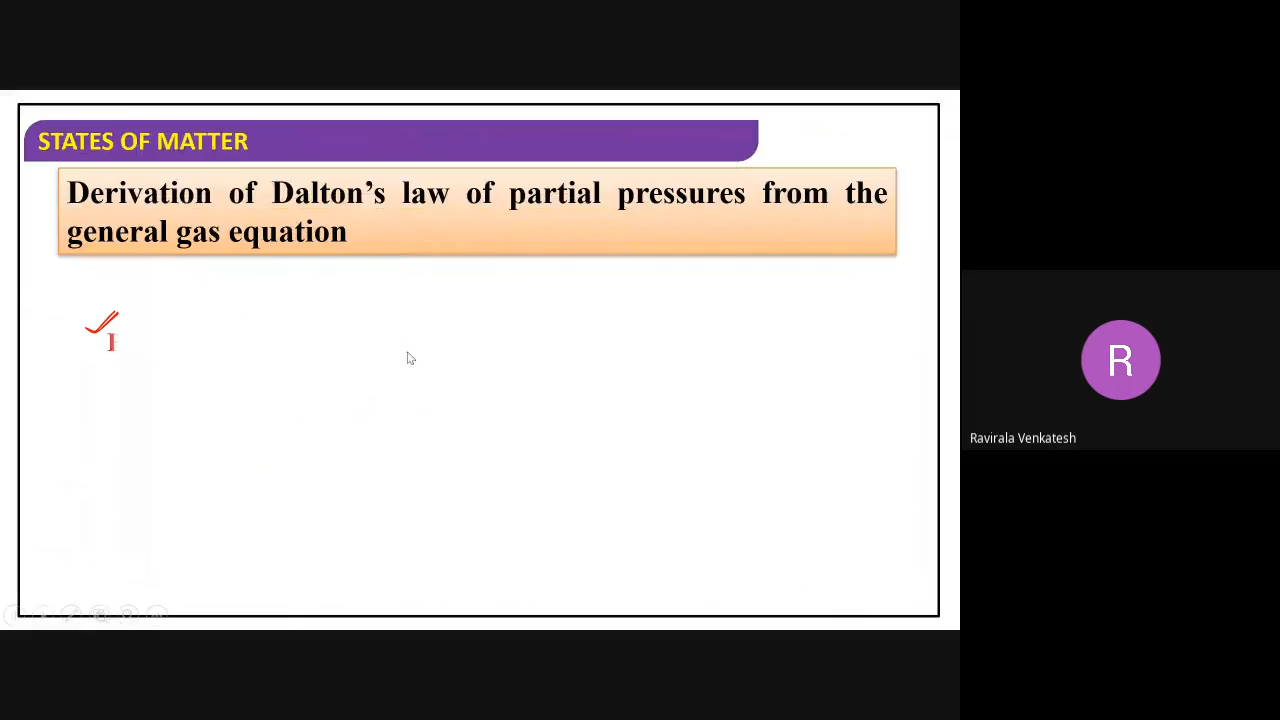 STATES OF MATTER
Derivation of Dalton’s law of partial pressures from the
general gas equation
R
Ravirala Venkatesh